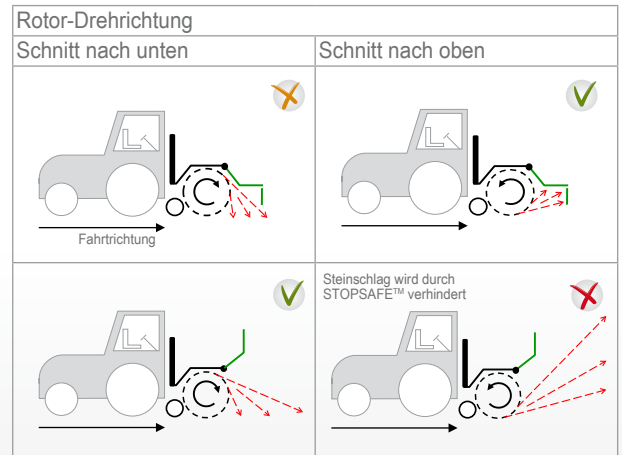 Rotor-Drehrichtung
Schnitt nach unten
Schnitt nach oben
Fahrtrichtung
Steinschlag wird durch
STOPSAFE™ verhindert